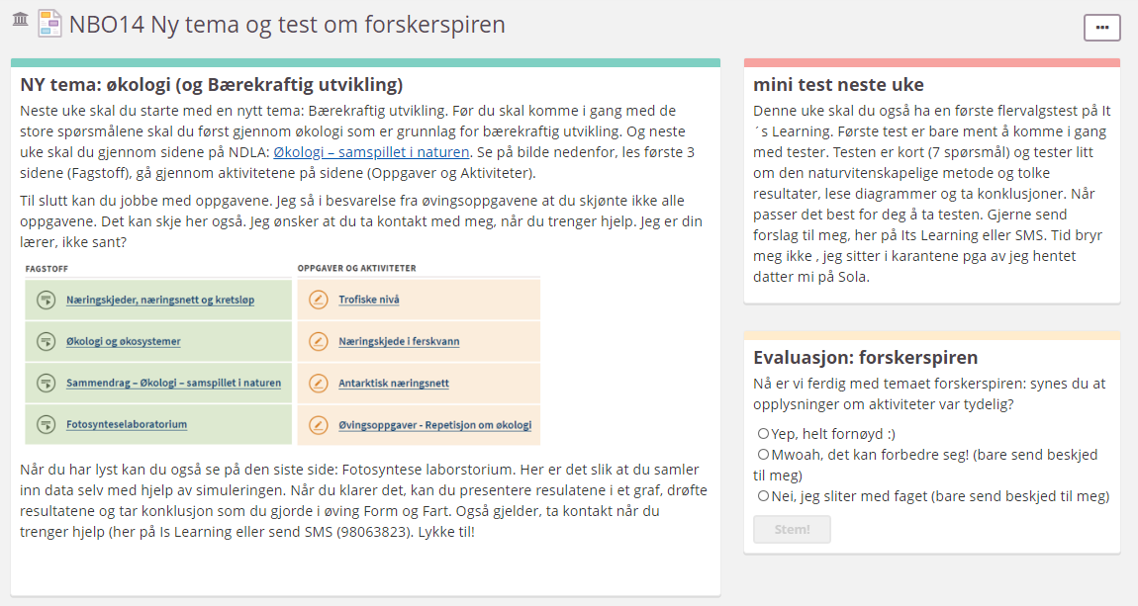 NBO14 Ny tema og test om forskerspiren
NY tema: økologi (og Bærekraftig utvikling)
Neste uke skal du starte med en nytt tema: Bærekraftig utvikling. Før du skal komme i gang med de
store spørsmålene skal du først gjennom økologi som er grunnlag for bærekraftig utvikling. Og neste
uke skal du gjennom sidene på NDLA: Økologi – samspillet i naturen. Se på bilde nedenfor, les første 3
sidene (Fagstoff), gå gjennom aktivitetene på sidene (Oppgaver og Aktiviteter).
Til slutt kan du jobbe med oppgavene. Jeg så i besvarelse fra øvingsoppgavene at du skjønte ikke alle
oppgavene. Det kan skje her også. Jeg ønsker at du ta kontakt med meg, når du trenger hjelp. Jeg er din
lærer, ikke sant?
FAGSTOFF
Næringskjeder, næringsnett og kretsløp
Økologi og økosystemer
Sammendrag – Økologi – samspillet i naturen
Fotosynteselaboratorium
OPPGAVER OG AKTIVITETER
Trofiske nivå
Næringskjede i ferskvann
Antarktisk næringsnett
Øvingsoppgaver - Repetisjon om økologi
Når du har lyst kan du også se på den siste side: Fotosyntese laborstorium. Her er det slik at du samler
inn data selv med hjelp av simuleringen. Når du klarer det, kan du presentere resulatene i et graf, drøfte
resultatene og tar konklusjon som du gjorde i øving Form og Fart. Også gjelder, ta kontakt når du
trenger hjelp (her på Is Learning eller send SMS (98063823). Lykke til!
mini test neste uke
Denne uke skal du også ha en første flervalgstest på It
´s Learning. Første test er bare ment å komme i gang
med tester. Testen er kort (7 spørsmål) og tester litt
om den naturvitenskapelige metode og tolke
resultater, lese diagrammer og ta konklusjoner. Når
passer det best for deg å ta testen. Gjerne send
forslag til meg, her på Its Learning eller SMS. Tid bryr
meg ikke , jeg sitter i karantene pga av jeg hentet
datter mi på Sola.
Evaluasjon: forskerspiren
Nå er vi ferdig med temaet forskerspiren: synes du at
opplysninger om aktiviteter var tydelig?
Yep, helt fornøyd :)
Mwoah, det kan forbedre seg! (bare send beskjed
til meg)
Nei, jeg sliter med faget (bare send beskjed til meg)
Stem!